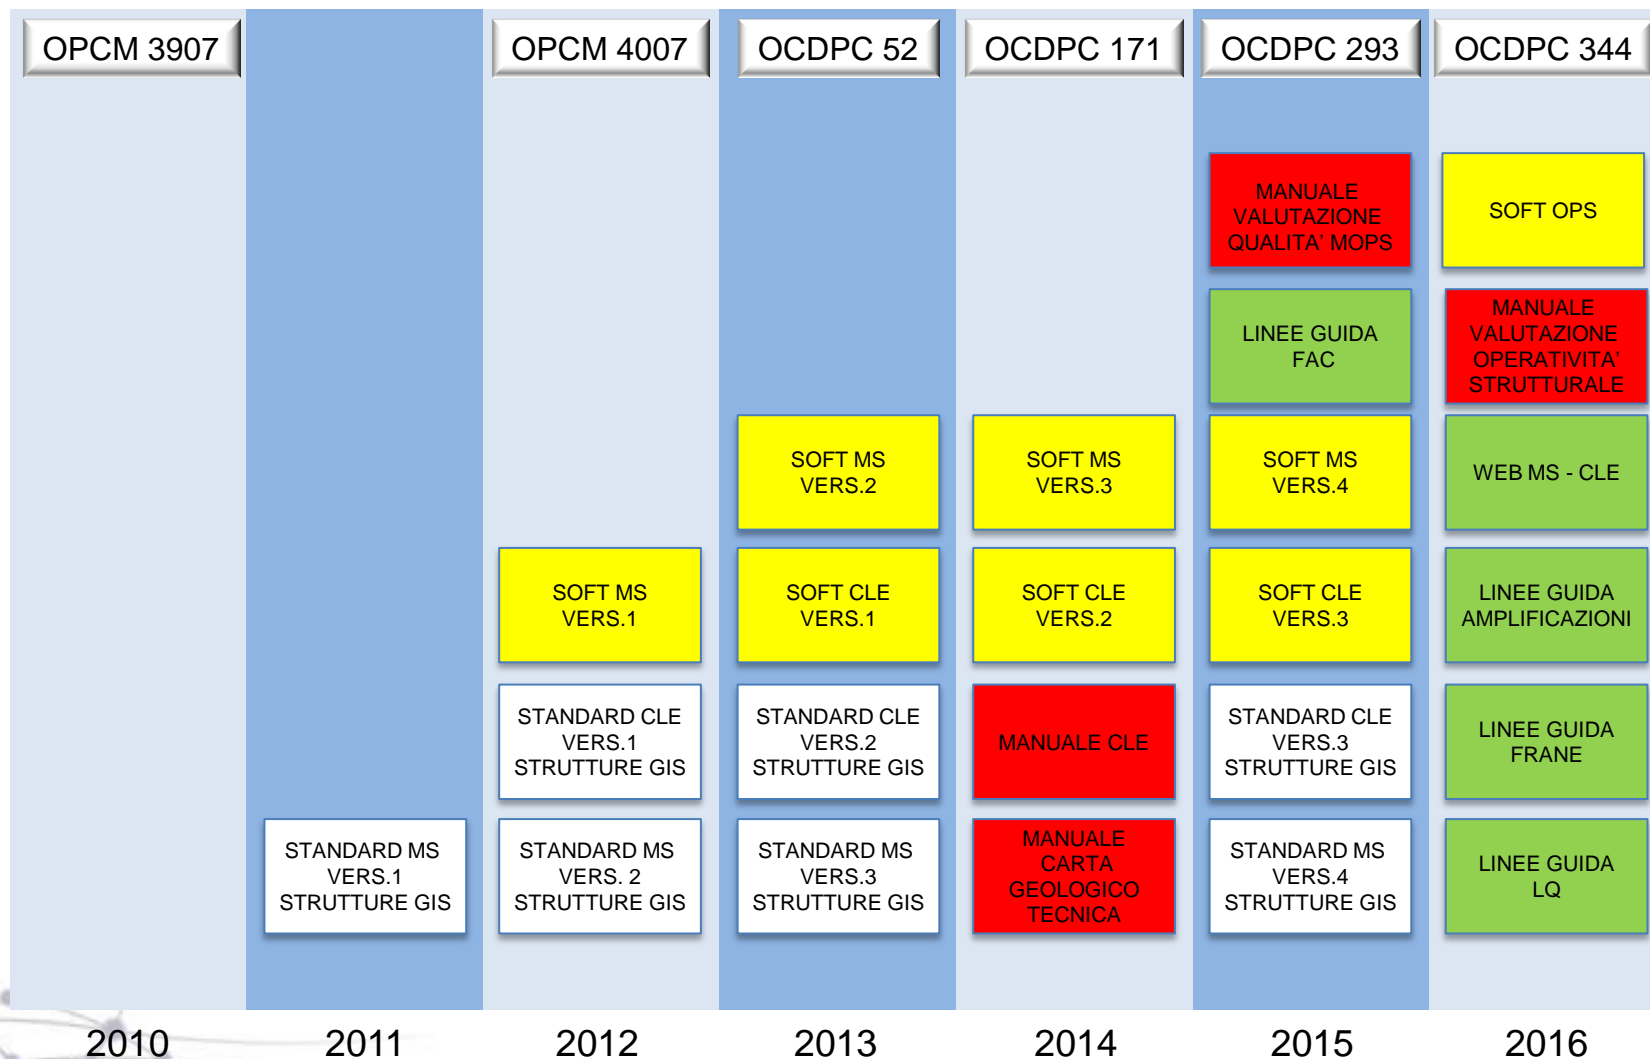 OPCM 3907
OPCM 4007
OCDPC 52
OCDPC 171
OCDPC 293
OCDPC 344
MANUALE
VALUTAZIONE
QUALITA' MOPS
SOFT OPS
LINEE GUIDA
FAC
MANUALE
VALUTAZIONE
OPERATIVITA'
STRUTTURALE
SOFT MS
VERS.2
SOFT MS
VERS.3
SOFT MS
VERS.4
WEB MS - CLE
SOFT MS
VERS.1
SOFT CLE
VERS.1
SOFT CLE
VERS.2
SOFT CLE
VERS.3
LINEE GUIDA
AMPLIFICAZIONI
STANDARD CLE
VERS.1
STRUTTURE GIS
STANDARD CLE
VERS.2
STRUTTURE GIS
MANUALE CLE
STANDARD CLE
VERS.3
STRUTTURE GIS
LINEE GUIDA
FRANE
STANDARD MS
VERS.1
STRUTTURE GIS
STANDARD MS
VERS. 2
STRUTTURE GIS
STANDARD MS
VERS.3
STRUTTURE GIS
MANUALE
CARTA
GEOLOGICO
TECNICA
STANDARD MS
VERS.4
STRUTTURE GIS
LINEE GUIDA
LQ
2010
2011
2012
2013
2014
2015
2016